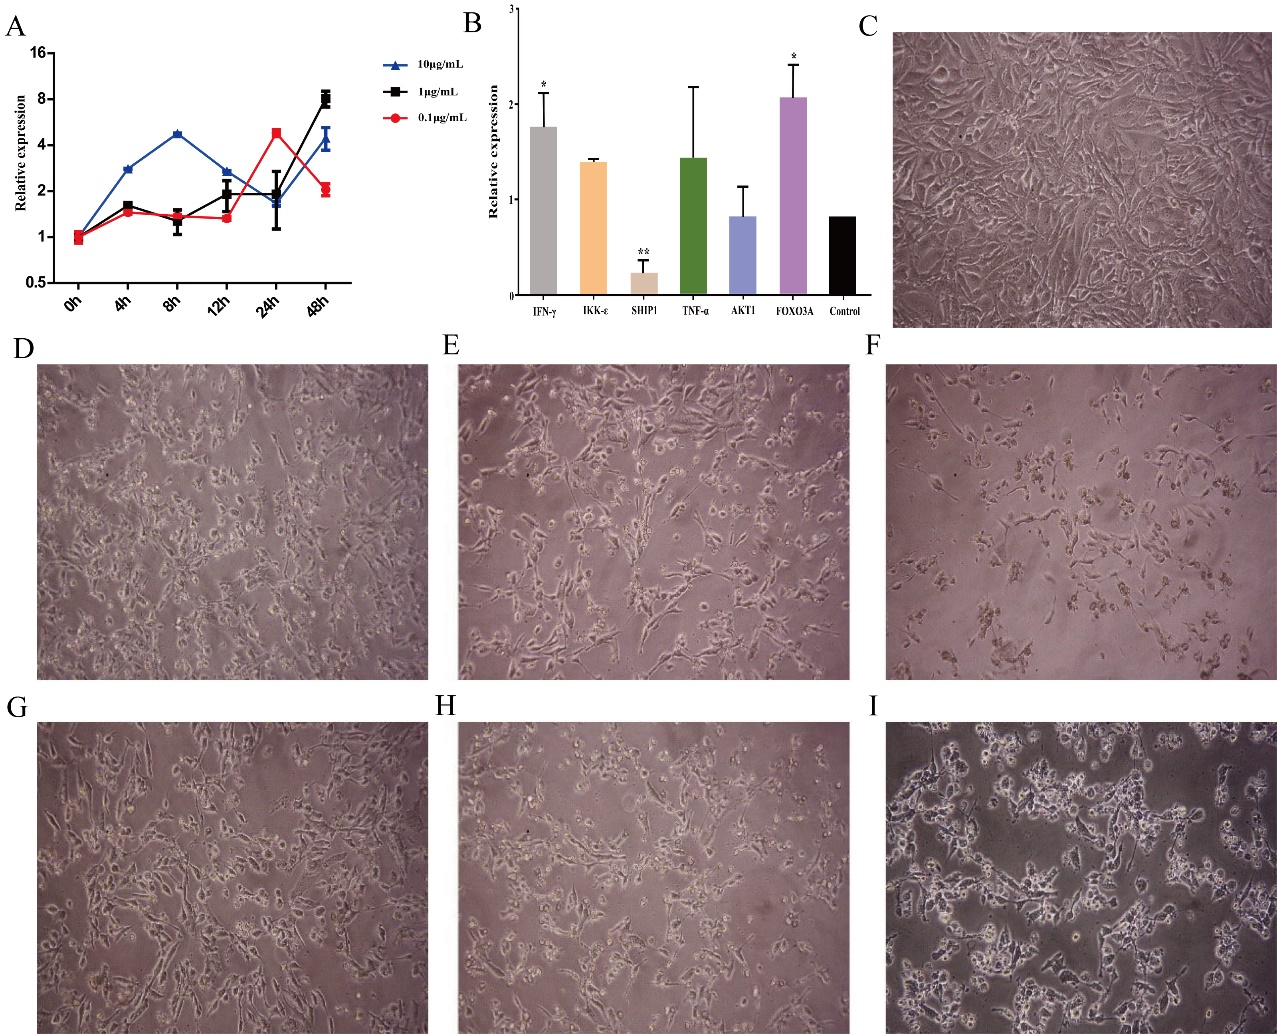 A
Relative expression
16
8
4
2
1
0.5
0h
4h
8h
12h
24h
48h
10μg/mL
1μg/mL
0.1μg/mL
B
Relative expression
3
2
1
0
*
**
*
IFN-γ
IKK-ε
SHIP1
TNF-α
AKT1
FOXO3A
Control
C
D
E
F
G
H
I